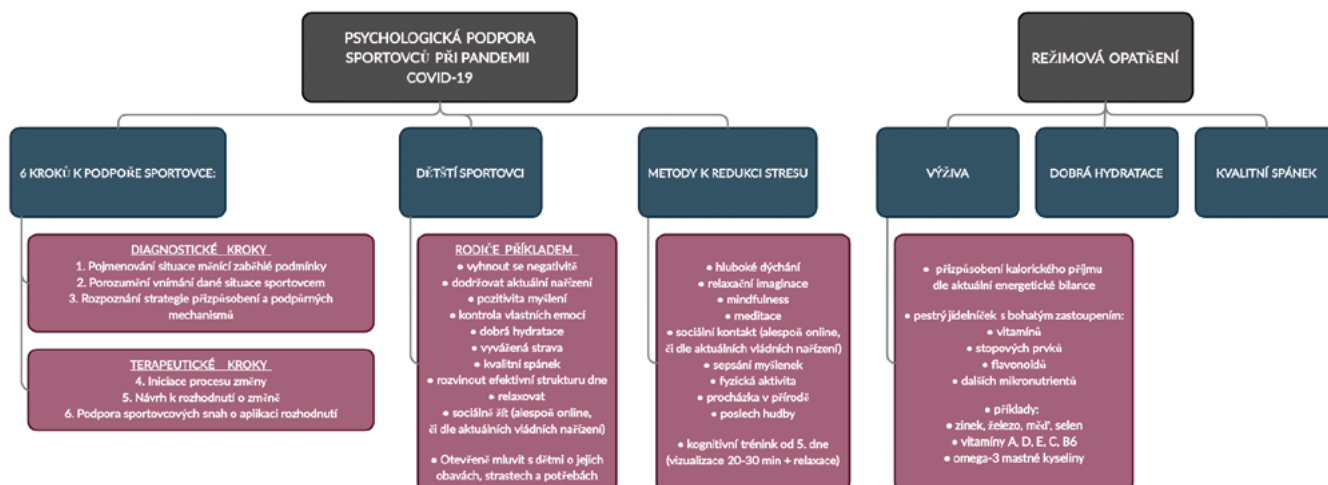 PSYCHOLOGICKÁ PODPORA
SPORTOVCŮ PŘI PANDEMII
COVID-19
REŽIMOVÁ OPATŘENÍ
6 KROKŮ K PODPOŘE SPORTOVCE:
DĚTŠTÍ SPORTOVCI
METODY K REDUKCI STRESU
VÝŽIVA
DOBRÁ HYDRATACE
KVALITNÍ SPÁNEK
DIAGNOSTICKÉ KROKY
1. Pojmenování situace měnící zaběhlé podmínky
2. Porozumění vnímání dané situace sportovcem
3. Rozpoznání strategie přizpůsobení a podpůrných
mechanismů
TERAPEUTICKÉ KROKY
4. Iniciace procesu změny
5. Návrh k rozhodnutí o změně
6. Podpora sportovcových snah o aplikaci rozhodnutí
RODIČE PŘÍKLADEM
• vyhnout se negativitě
• dodržovat aktuální nařízení
• pozitivita myšlení
• kontrola vlastních emocí
• dobrá hydratace
• vyvážená strava
• kvalitní spánek
• rozvinout efektivní strukturu dne
• relaxovat
• sociálně žít (alespoň online,
či dle aktuálních vládních nařízení)
• Otevřeně mluvit s dětmi o jejich
obavách, strastech a potřebách
• hluboké dýchání
• relaxační imaginace
• mindfulness
• meditace
• sociální kontakt (alespoň online,
či dle aktuálních vládních nařízení)
• sepsání myšlenek
• fyzická aktivita
• procházka v přírodě
• poslech hudby
• kognitivní trénink od 5. dne
(vizualizace 20-30 min + relaxace)
• přizpůsobení kalorického příjmu
dle aktuální energetické bilance
• pestrý jídelníček s bohatým zastoupením:
• vitamínů
• stopových prvků
• flavonoidů
• dalších mikronutrientů
• příklady:
• zinek, železo, měď, selen
• vitamíny A, D, E, C, B6
• omega-3 mastné kyseliny